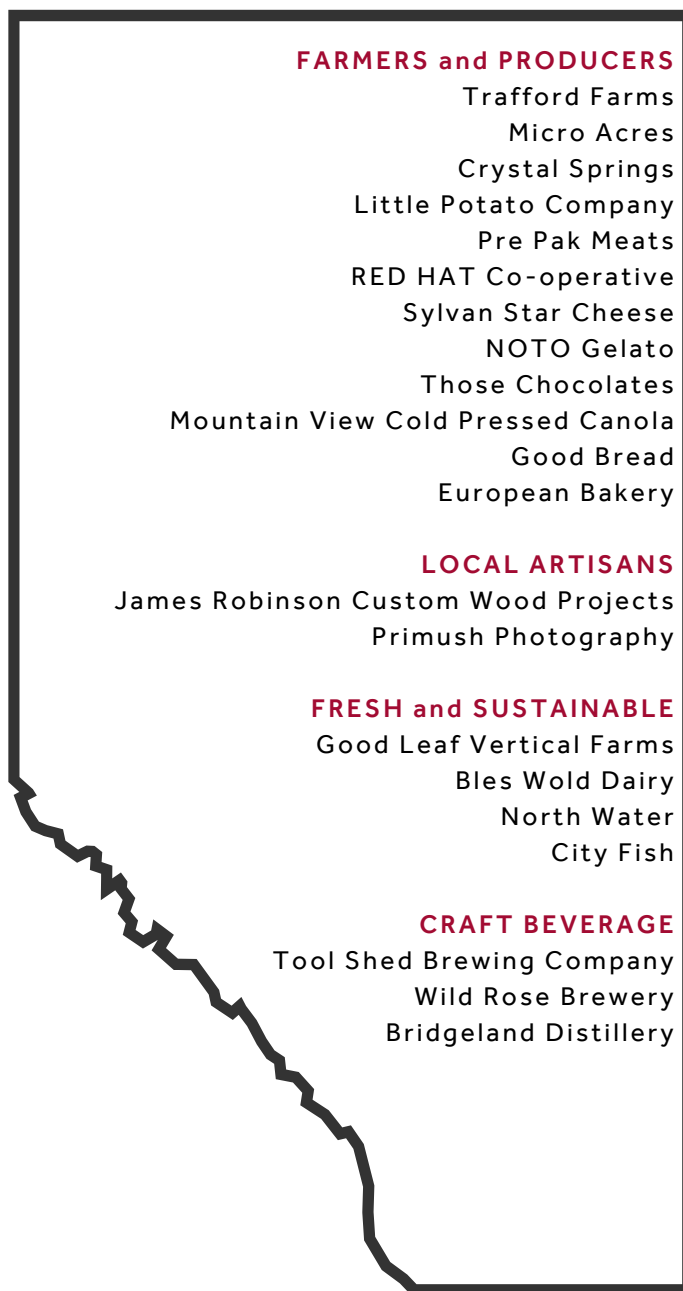 FARMERS and PRODUCERS
Trafford Farms
Micro Acres
Crystal Springs
Little Potato Company
Pre Pak Meats
RED HAT Co-operative
Sylvan Star Cheese
NOTO Gelato
Those Chocolates
Mountain View Cold Pressed Canola
Good Bread
European Bakery
LOCAL ARTISANS
James Robinson Custom Wood Projects
Primush Photography
FRESH and SUSTAINABLE
Good Leaf Vertical Farms
Bles Wold Dairy
North Water
City Fish
CRAFT BEVERAGE
Tool Shed Brewing Company
Wild Rose Brewery
Bridgeland Distillery